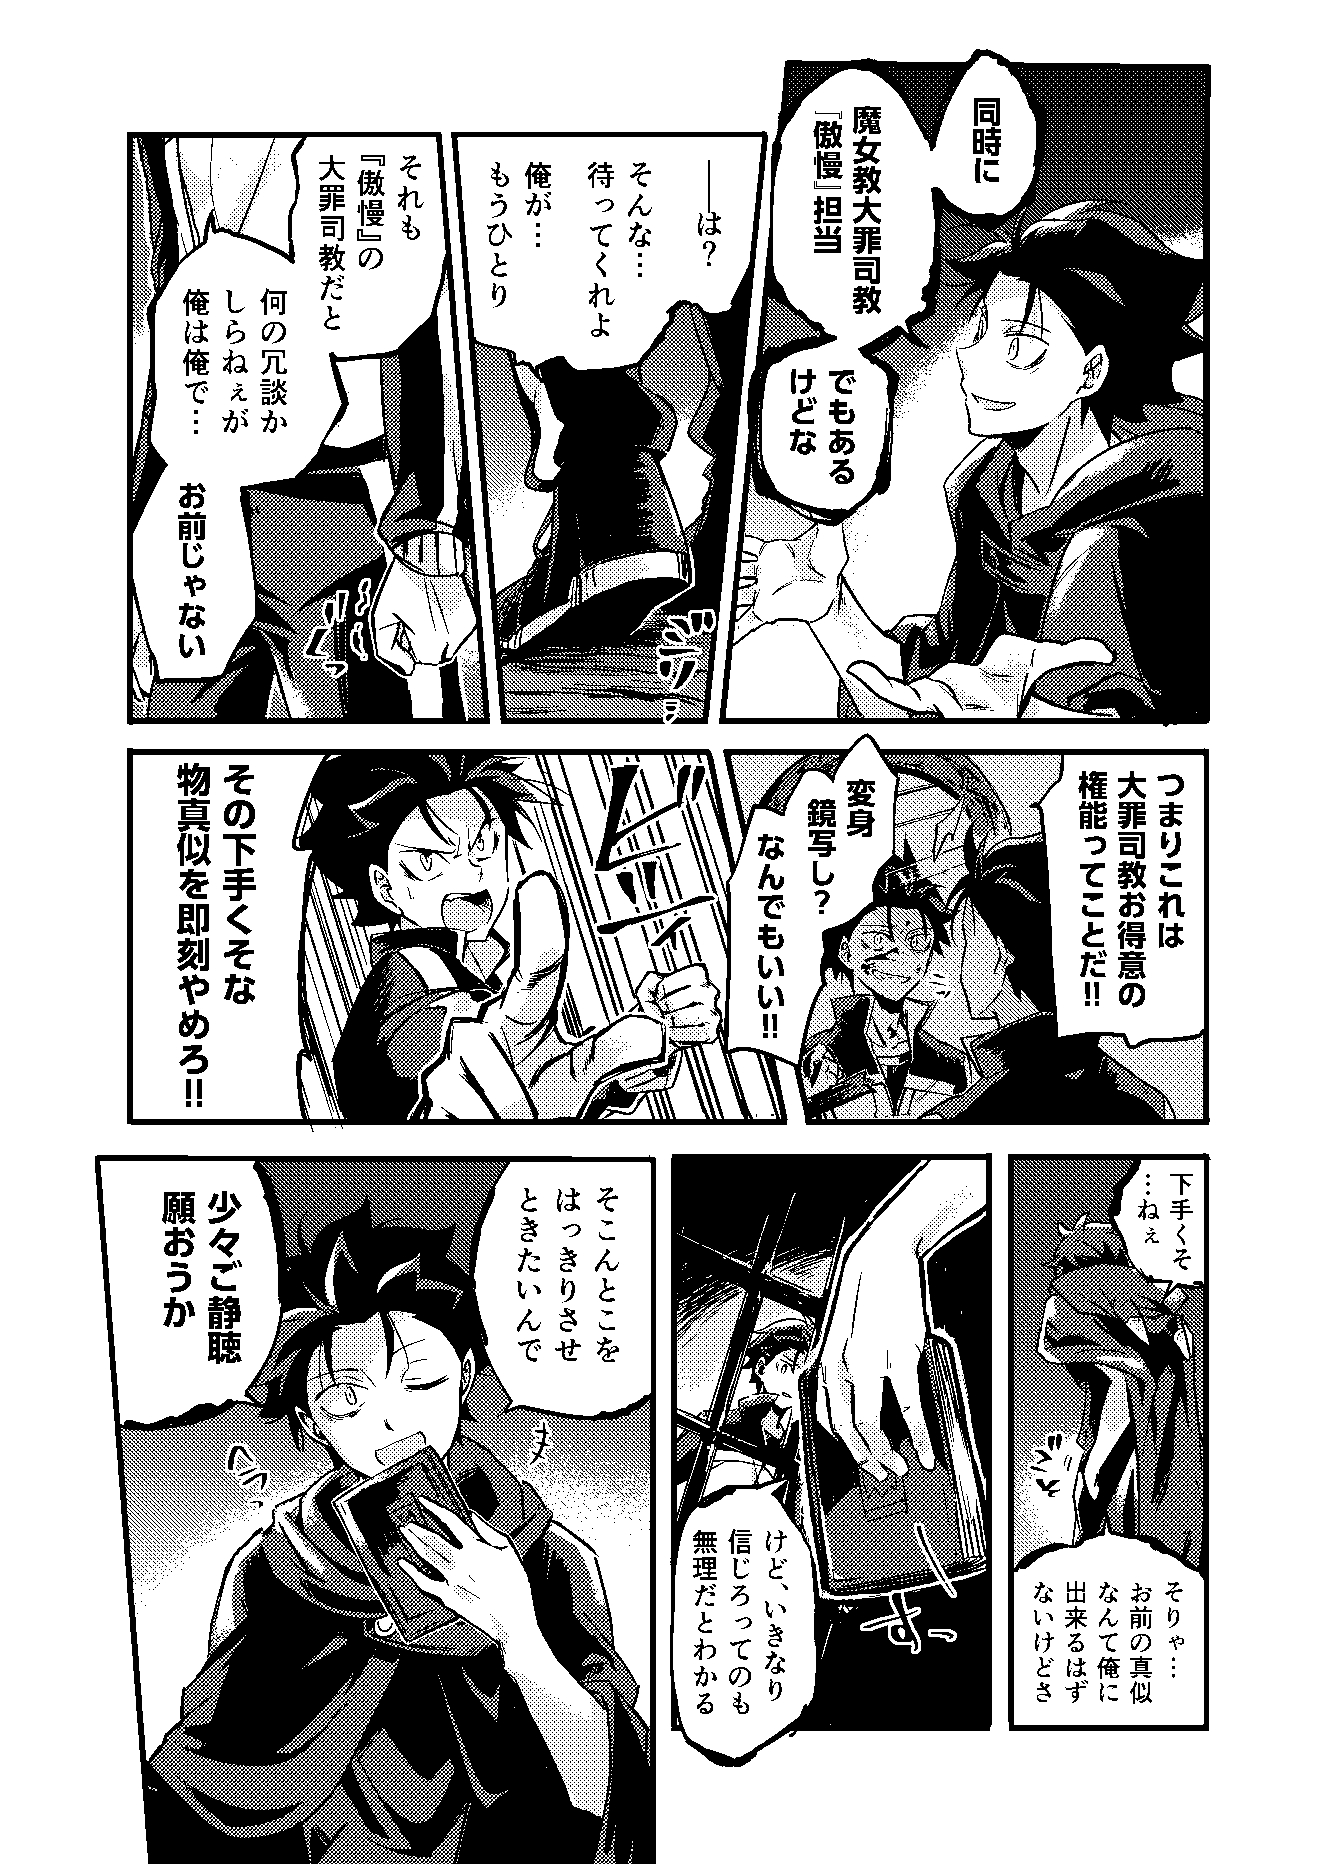 同時に
魔女教大罪司教
『傲慢』担当
でもある
けどな
──は？
そんな…
待ってくれよ
俺が…
もうひとり
それも
『傲慢』の
大罪司教だと
何の冗談か
しらねぇが
俺は俺で…
お前じゃない
つまりこれは
大罪司教お得意の
権能ってことだ!!
変身
鏡写し？
なんでもいい!!
その下手くそな
物真似を即刻やめろ!!
下手くそ
…ねぇ
そりゃ…
お前の真似
なんて俺に
出来るはず
ないけどさ
けど、いきなり
信じろってのも
無理だとわかる
すっ
そこんとこを
はっきりさせ
ときたいんで
少々ご静聴
願おうか